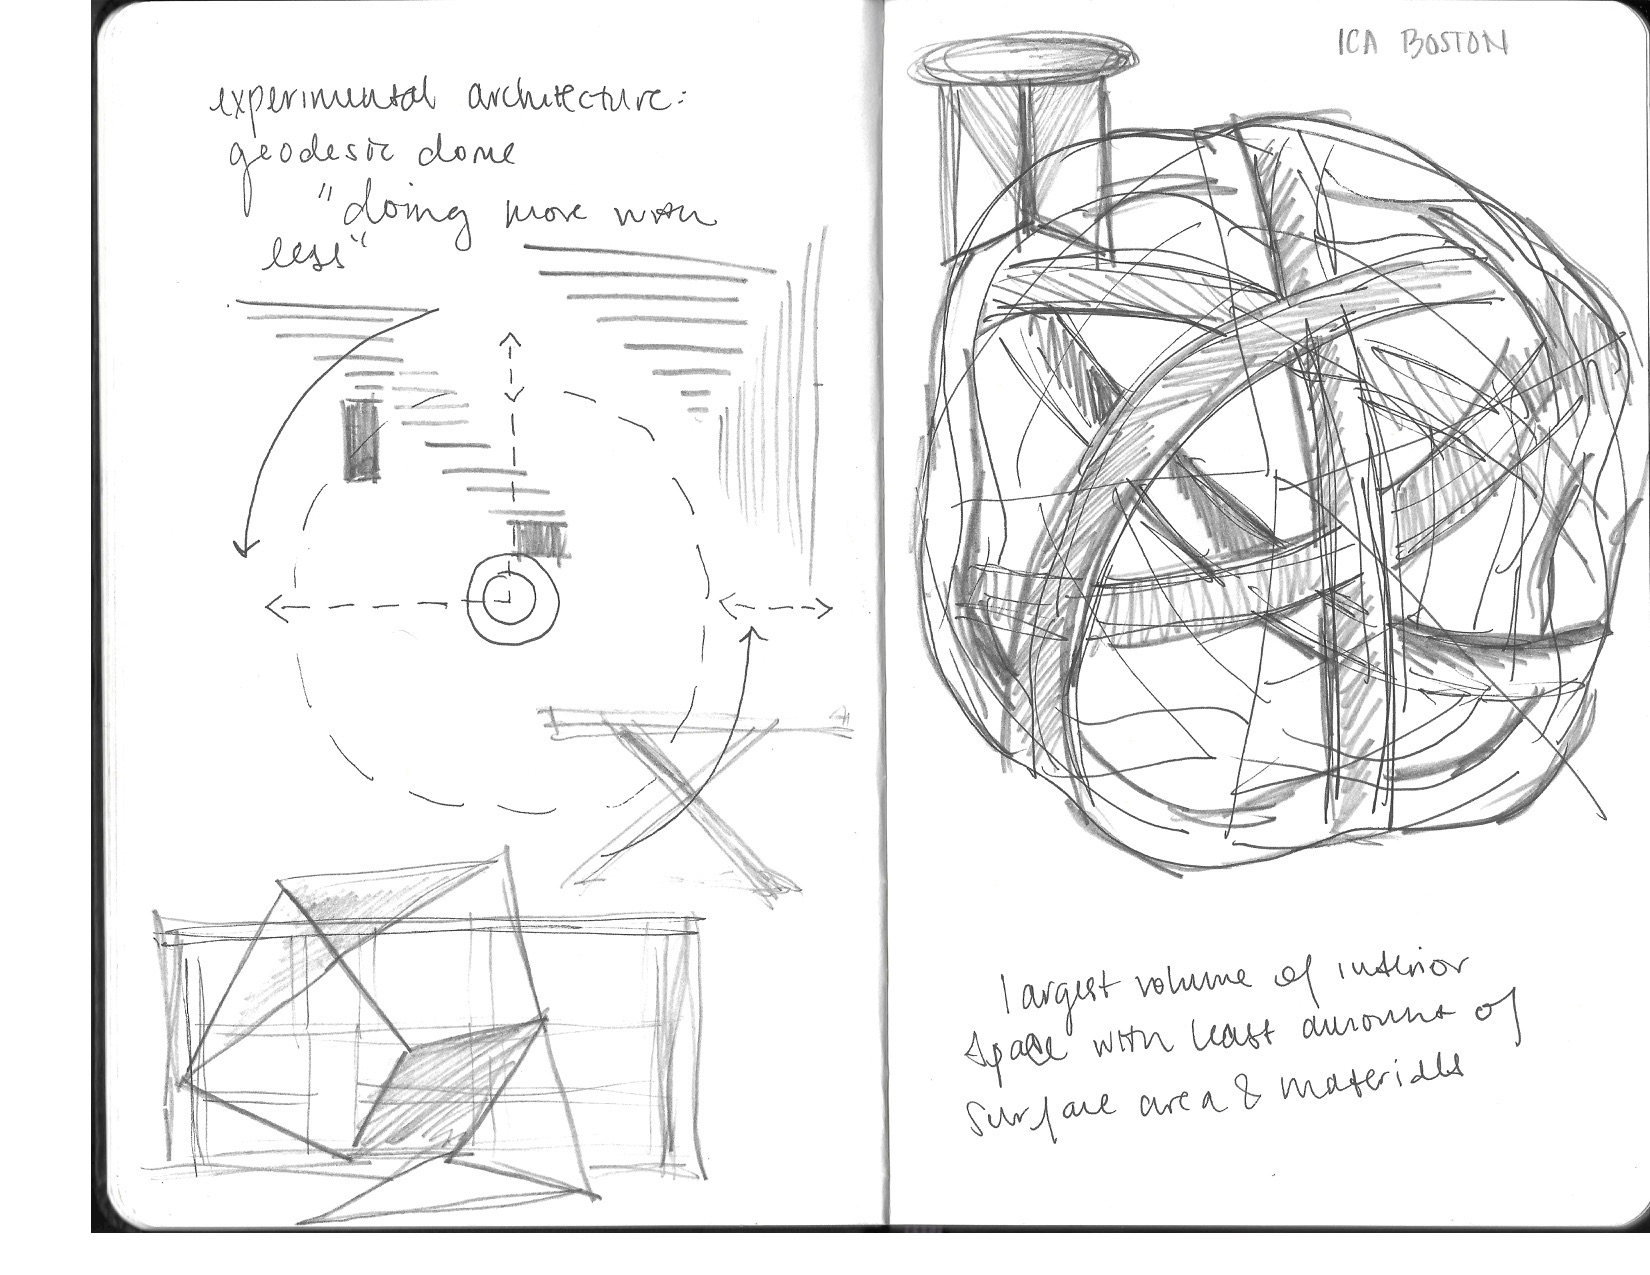 experimental architecture:
geodesic dome
"doing more with
less"
ICA BOSTON
largest volume of interior
space with least amount of
surface area & materials